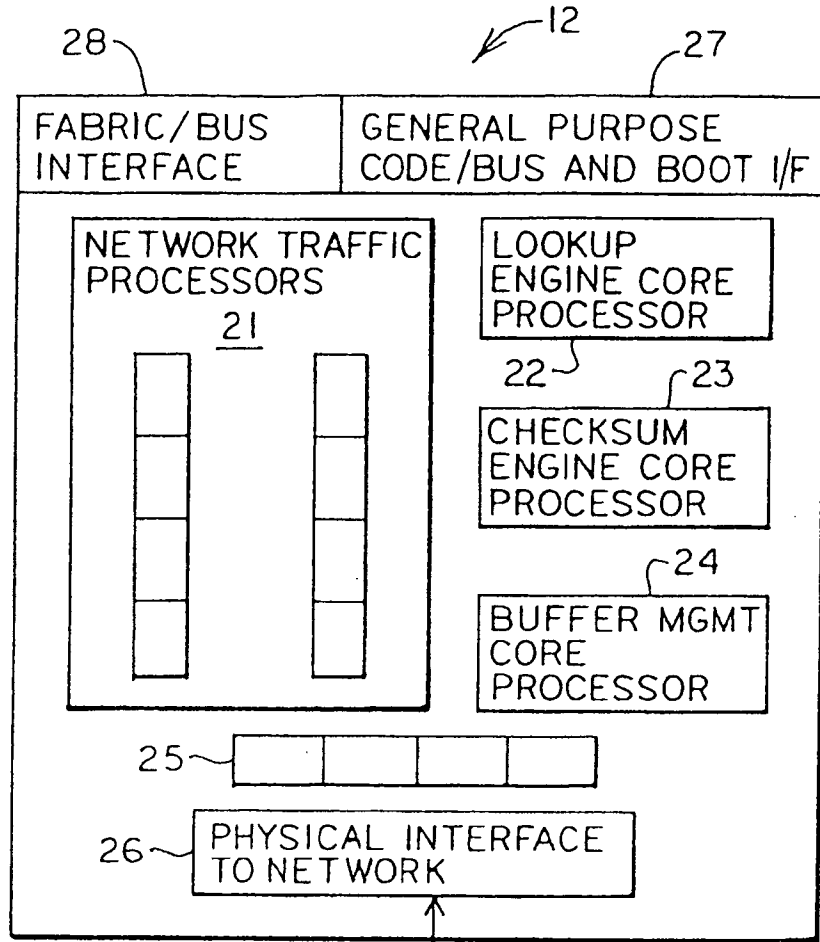 12
28
27
FABRIC/BUS
INTERFACE
GENERAL PURPOSE
CODE/BUS AND BOOT I/F
NETWORK TRAFFIC
PROCESSORS
21
LOOKUP
ENGINE CORE
PROCESSOR
22
23
CHECKSUM
ENGINE CORE
PROCESSOR
24
BUFFER MGMT
CORE
PROCESSOR
25
26
PHYSICAL INTERFACE
TO NETWORK